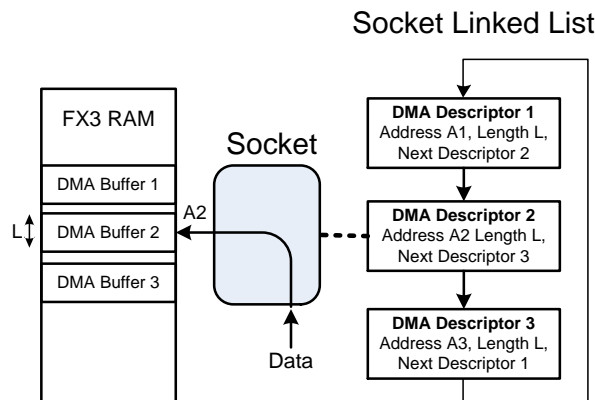 Socket Linked List
FX3 RAM
DMA Buffer 1
DMA Buffer 2
DMA Buffer 3
L
A2
Socket
Data
DMA Descriptor 1
Address A1, Length L,
Next Descriptor 2
DMA Descriptor 2
Address A2 Length L,
Next Descriptor 3
DMA Descriptor 3
Address A3, Length L,
Next Descriptor 1